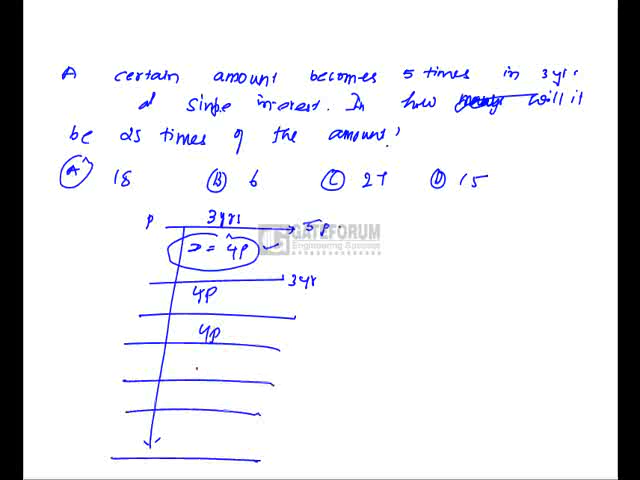 A certain amount becomes 5 times in 3yrs
at simple interest. In how many will it
be 25 times of the amount?
(A) 18 (B) 6 (C) 27 (D) 15
P 3yrs 5P.
GATEFORUM
Engineering Success
I = 4P
3yr
4P
4P